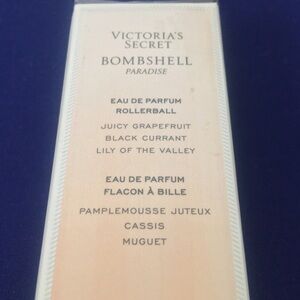 VICTORIA'S
SECRET
BOMBSHELL
PARADISE
EAU DE PARFUM
ROLLERBALL
JUICY GRAPEFRUIT
BLACK CURRANT
LILY OF THE VALLEY
EAU DE PARFUM
FLACON À BILLE
PAMPLEMOUSSE JUTEUX
CASSIS
MUGUET